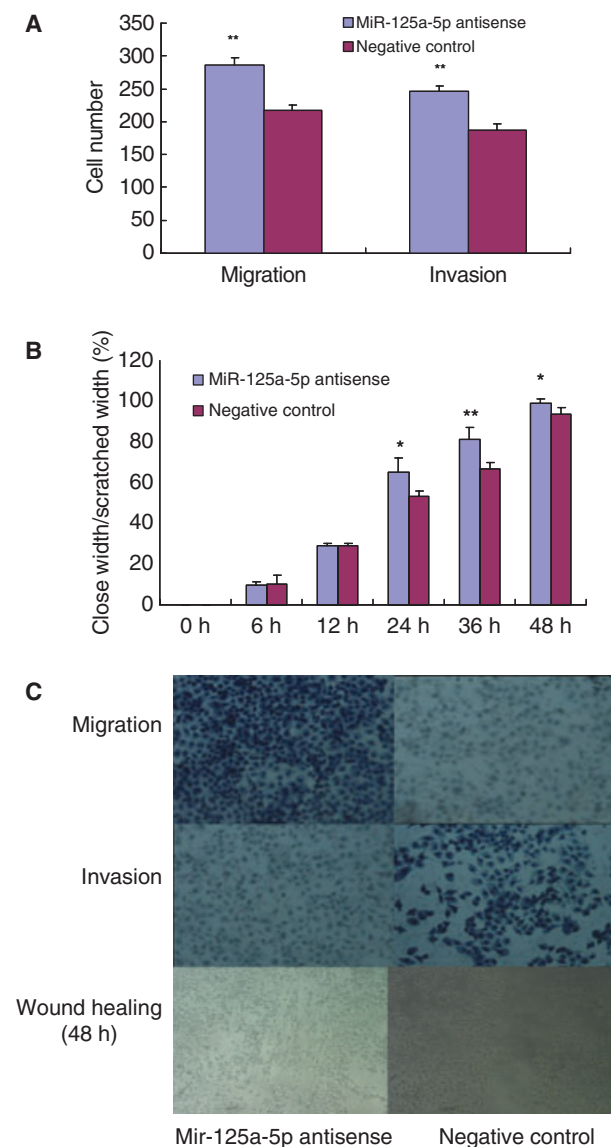 A
MiR-125a-5p antisense
Negative control
Cell number
350
300
250
200
150
100
50
0
**
**
Migration
Invasion
B
Close width/scratched width (%)
120
100
80
60
40
20
0
MiR-125a-5p antisense
Negative control
*
**
*
0 h
6 h
12 h
24 h
36 h
48 h
C
Migration
Invasion
Wound healing
(48 h)
Mir-125a-5p antisense
Negative control